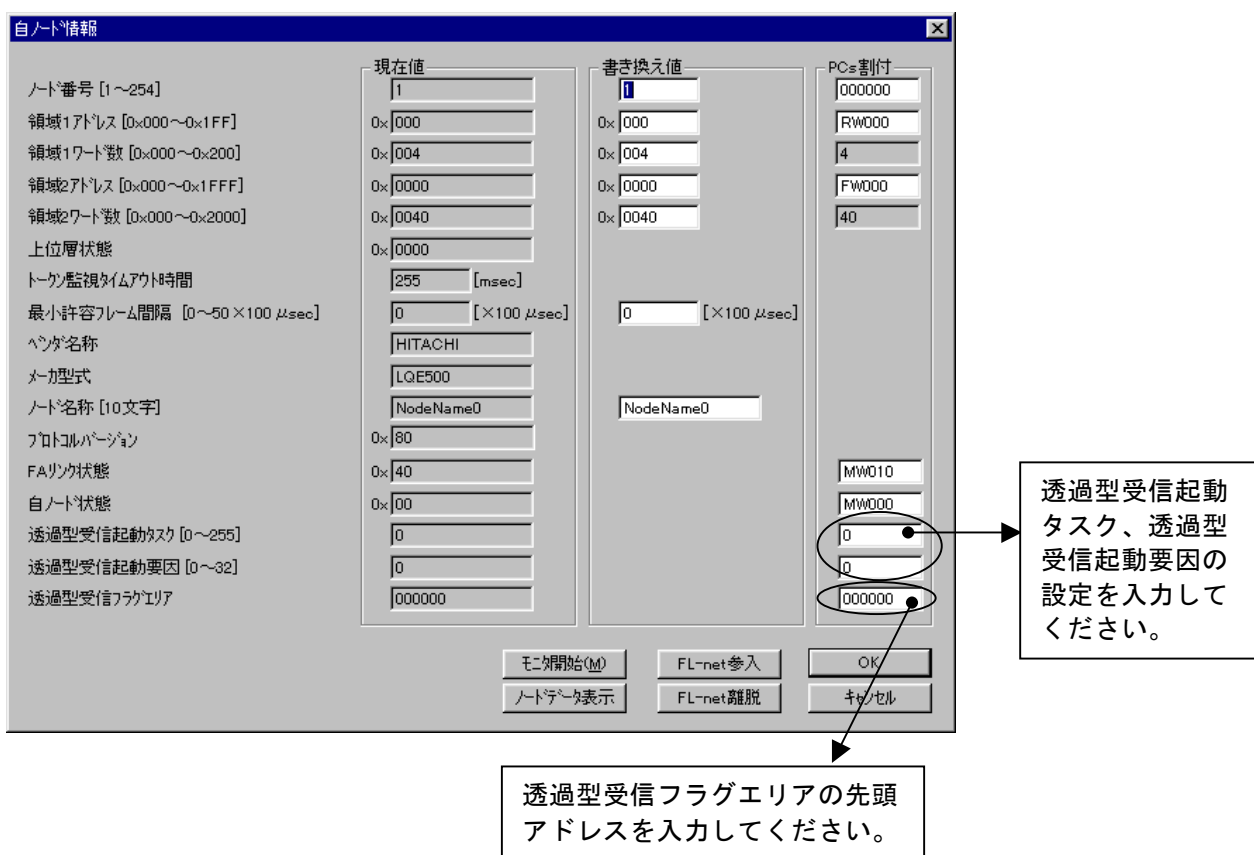 自ノード情報
現在値 書き換え値 PCs割付
ノード番号 [1～254] 1 1 000000
領域1アドレス [0x000～0x1FF] 0x 000 0x 000 RW000
領域1ワード数 [0x000～0x200] 0x 004 0x 004 4
領域2アドレス [0x000～0x1FFF] 0x 0000 0x 0000 FW000
領域2ワード数 [0x000～0x2000] 0x 0040 0x 0040 40
上位層状態 0x 0000
トークン監視タイムアウト時間 255 [msec]
最小許容フレーム間隔 [0～50×100μsec] 0 [×100μsec] 0 [×100μsec]
ベンダ名称 HITACHI
メーカ型式 LQE500
ノード名称 [10文字] NodeName0 NodeName0
プロトコルバージョン 0x 80
FAリンク状態 0x 40 MW010
自ノード状態 0x 00 MW000
透過型受信起動タスク [0～255] 0 0
透過型受信起動要因 [0～32] 0 0
透過型受信フラグエリア 000000 000000
モニタ開始(M) FL-net参入 OK
ノードデータ表示 FL-net離脱 キャンセル
透過型受信起動
タスク、透過型
受信起動要因の
設定を入力して
ください。
透過型受信フラグエリアの先頭
アドレスを入力してください。